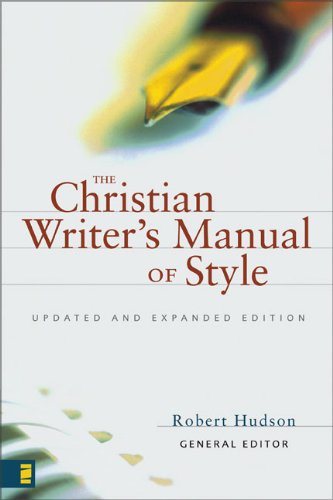 THE
Christian
Writer's Manual
OF Style
UPDATED AND EXPANDED EDITION
Robert Hudson
GENERAL EDITOR